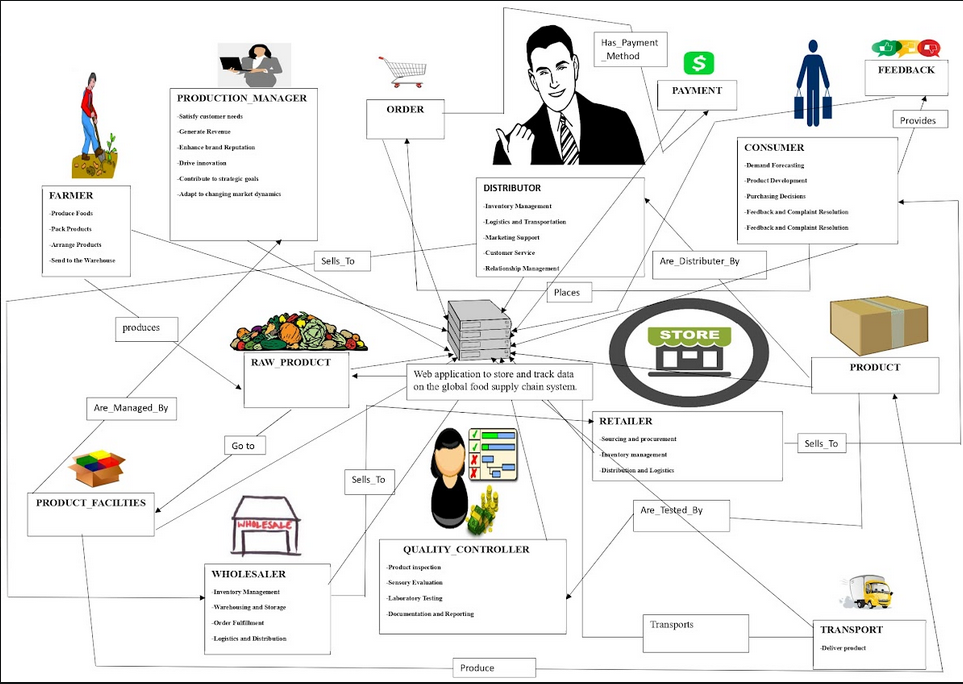 Has_Payment
_Method
$
FEEDBACK
PAYMENT
PRODUCTION_MANAGER
-Satisfy customer needs
-Generate Revenue
-Enhance brand Reputation
-Drive innovation
-Contribute to strategic goals
-Adapt to changing market dynamics
ORDER
Provides
CONSUMER
-Demand Forecasting
-Product Development
-Purchasing Decisions
-Feedback and Complaint Resolution
-Feedback and Complaint Resolution
FARMER
-Produce Foods
-Pack Products
-Arrange Products
-Send to the Warehouse
DISTRIBUTOR
-Inventory Management
-Logistics and Transportation
-Marketing Support
-Customer Service
-Relationship Management
Sells_To
Are_Distributer_By
Places
produces
STORE
RAW_PRODUCT
Web application to store and track data
on the global food supply chain system.
PRODUCT
Are_Managed_By
RETAILER
-Sourcing and procurement
-Inventory management
-Distribution and Logistics
Go to
Sells_To
Sells_To
PRODUCT_FACILTIES
WHOLESALE
Are_Tested_By
QUALITY_CONTROLLER
-Product inspection
-Sensory Evaluation
-Laboratory Testing
-Documentation and Reporting
WHOLESALER
-Inventory Management
-Warehousing and Storage
-Order Fulfillment
-Logistics and Distribution
Transports
TRANSPORT
-Deliver product
Produce